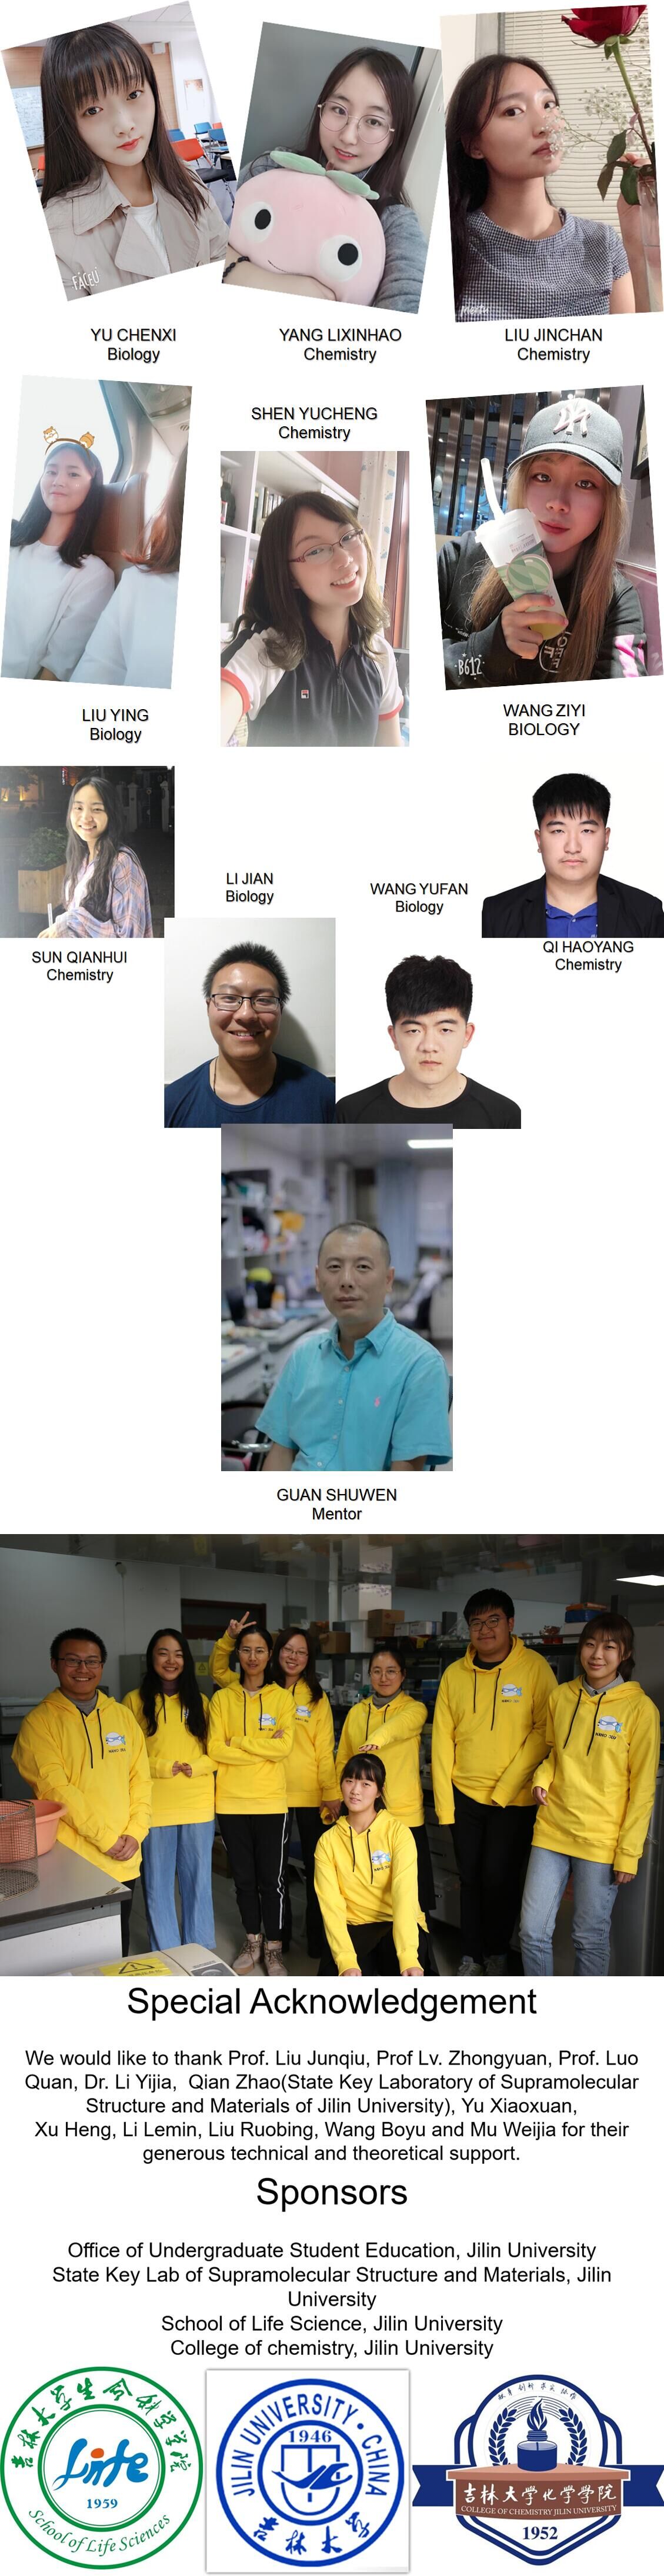 FACEU
meitu
YU CHENXI
Biology
YANG LIXINHAO
Chemistry
LIU JINCHAN
Chemistry
SHEN YUCHENG
Chemistry
B612
LIU YING
Biology
WANG ZIYI
BIOLOGY
LI JIAN
Biology
WANG YUFAN
Biology
SUN QIANHUI
Chemistry
QI HAOYANG
Chemistry
GUAN SHUWEN
Mentor
Special Acknowledgement
We would like to thank Prof. Liu Junqiu, Prof Lv. Zhongyuan, Prof. Luo
Quan, Dr. Li Yijia,  Qian Zhao(State Key Laboratory of Supramolecular
Structure and Materials of Jilin University), Yu Xiaoxuan,
Xu Heng, Li Lemin, Liu Ruobing, Wang Boyu and Mu Weijia for their
generous technical and theoretical support.
Sponsors
Office of Undergraduate Student Education, Jilin University
State Key Lab of Supramolecular Structure and Materials, Jilin
University
School of Life Science, Jilin University
College of chemistry, Jilin University
吉林大学生命科学学院
Life
1959
School of Life Sciences
JILIN UNIVERSITY·CHINA
1946
吉林大学
吉林大学化学学院
COLLEGE OF CHEMISTRY JILIN UNIVERSITY
1952